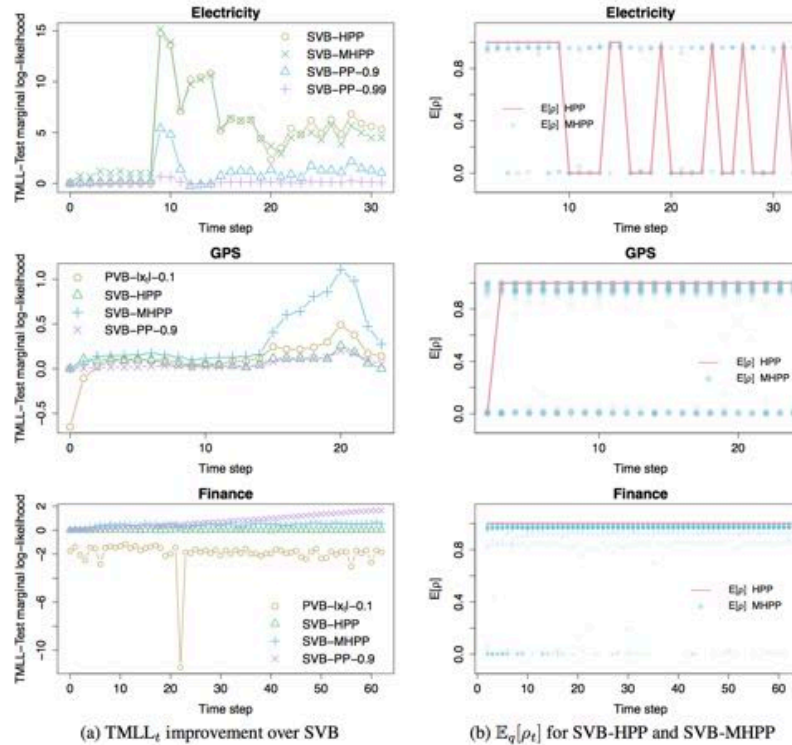 Electricity
TMLL-Test marginal log-likelihood
15
10
5
0
SVB-HPP
SVB-MHPP
SVB-PP-0.9
SVB-PP-0.99
0
10
20
30
Time step
Electricity
E[ρ]
0.8
0.4
0.0
E[ρ] HPP
E[ρ] MHPP
10
20
30
Time step
GPS
TMLL-Test marginal log-likelihood
1.0
0.5
0.0
-0.5
PVB-|xₜ|-0.1
SVB-HPP
SVB-MHPP
SVB-PP-0.9
0
10
20
Time step
GPS
E[ρ]
0.8
0.4
0.0
E[ρ] HPP
E[ρ] MHPP
10
20
Time step
Finance
TMLL-Test marginal log-likelihood
2
0
-2
-6
-10
PVB-|xₜ|-0.1
SVB-HPP
SVB-MHPP
SVB-PP-0.9
0
10
20
30
40
50
60
Time step
Finance
E[ρ]
0.8
0.4
0.0
E[ρ] HPP
E[ρ] MHPP
0
10
20
30
40
50
60
Time step
(a) TMLLₜ improvement over SVB
(b) 𝔼q[ρₜ] for SVB-HPP and SVB-MHPP